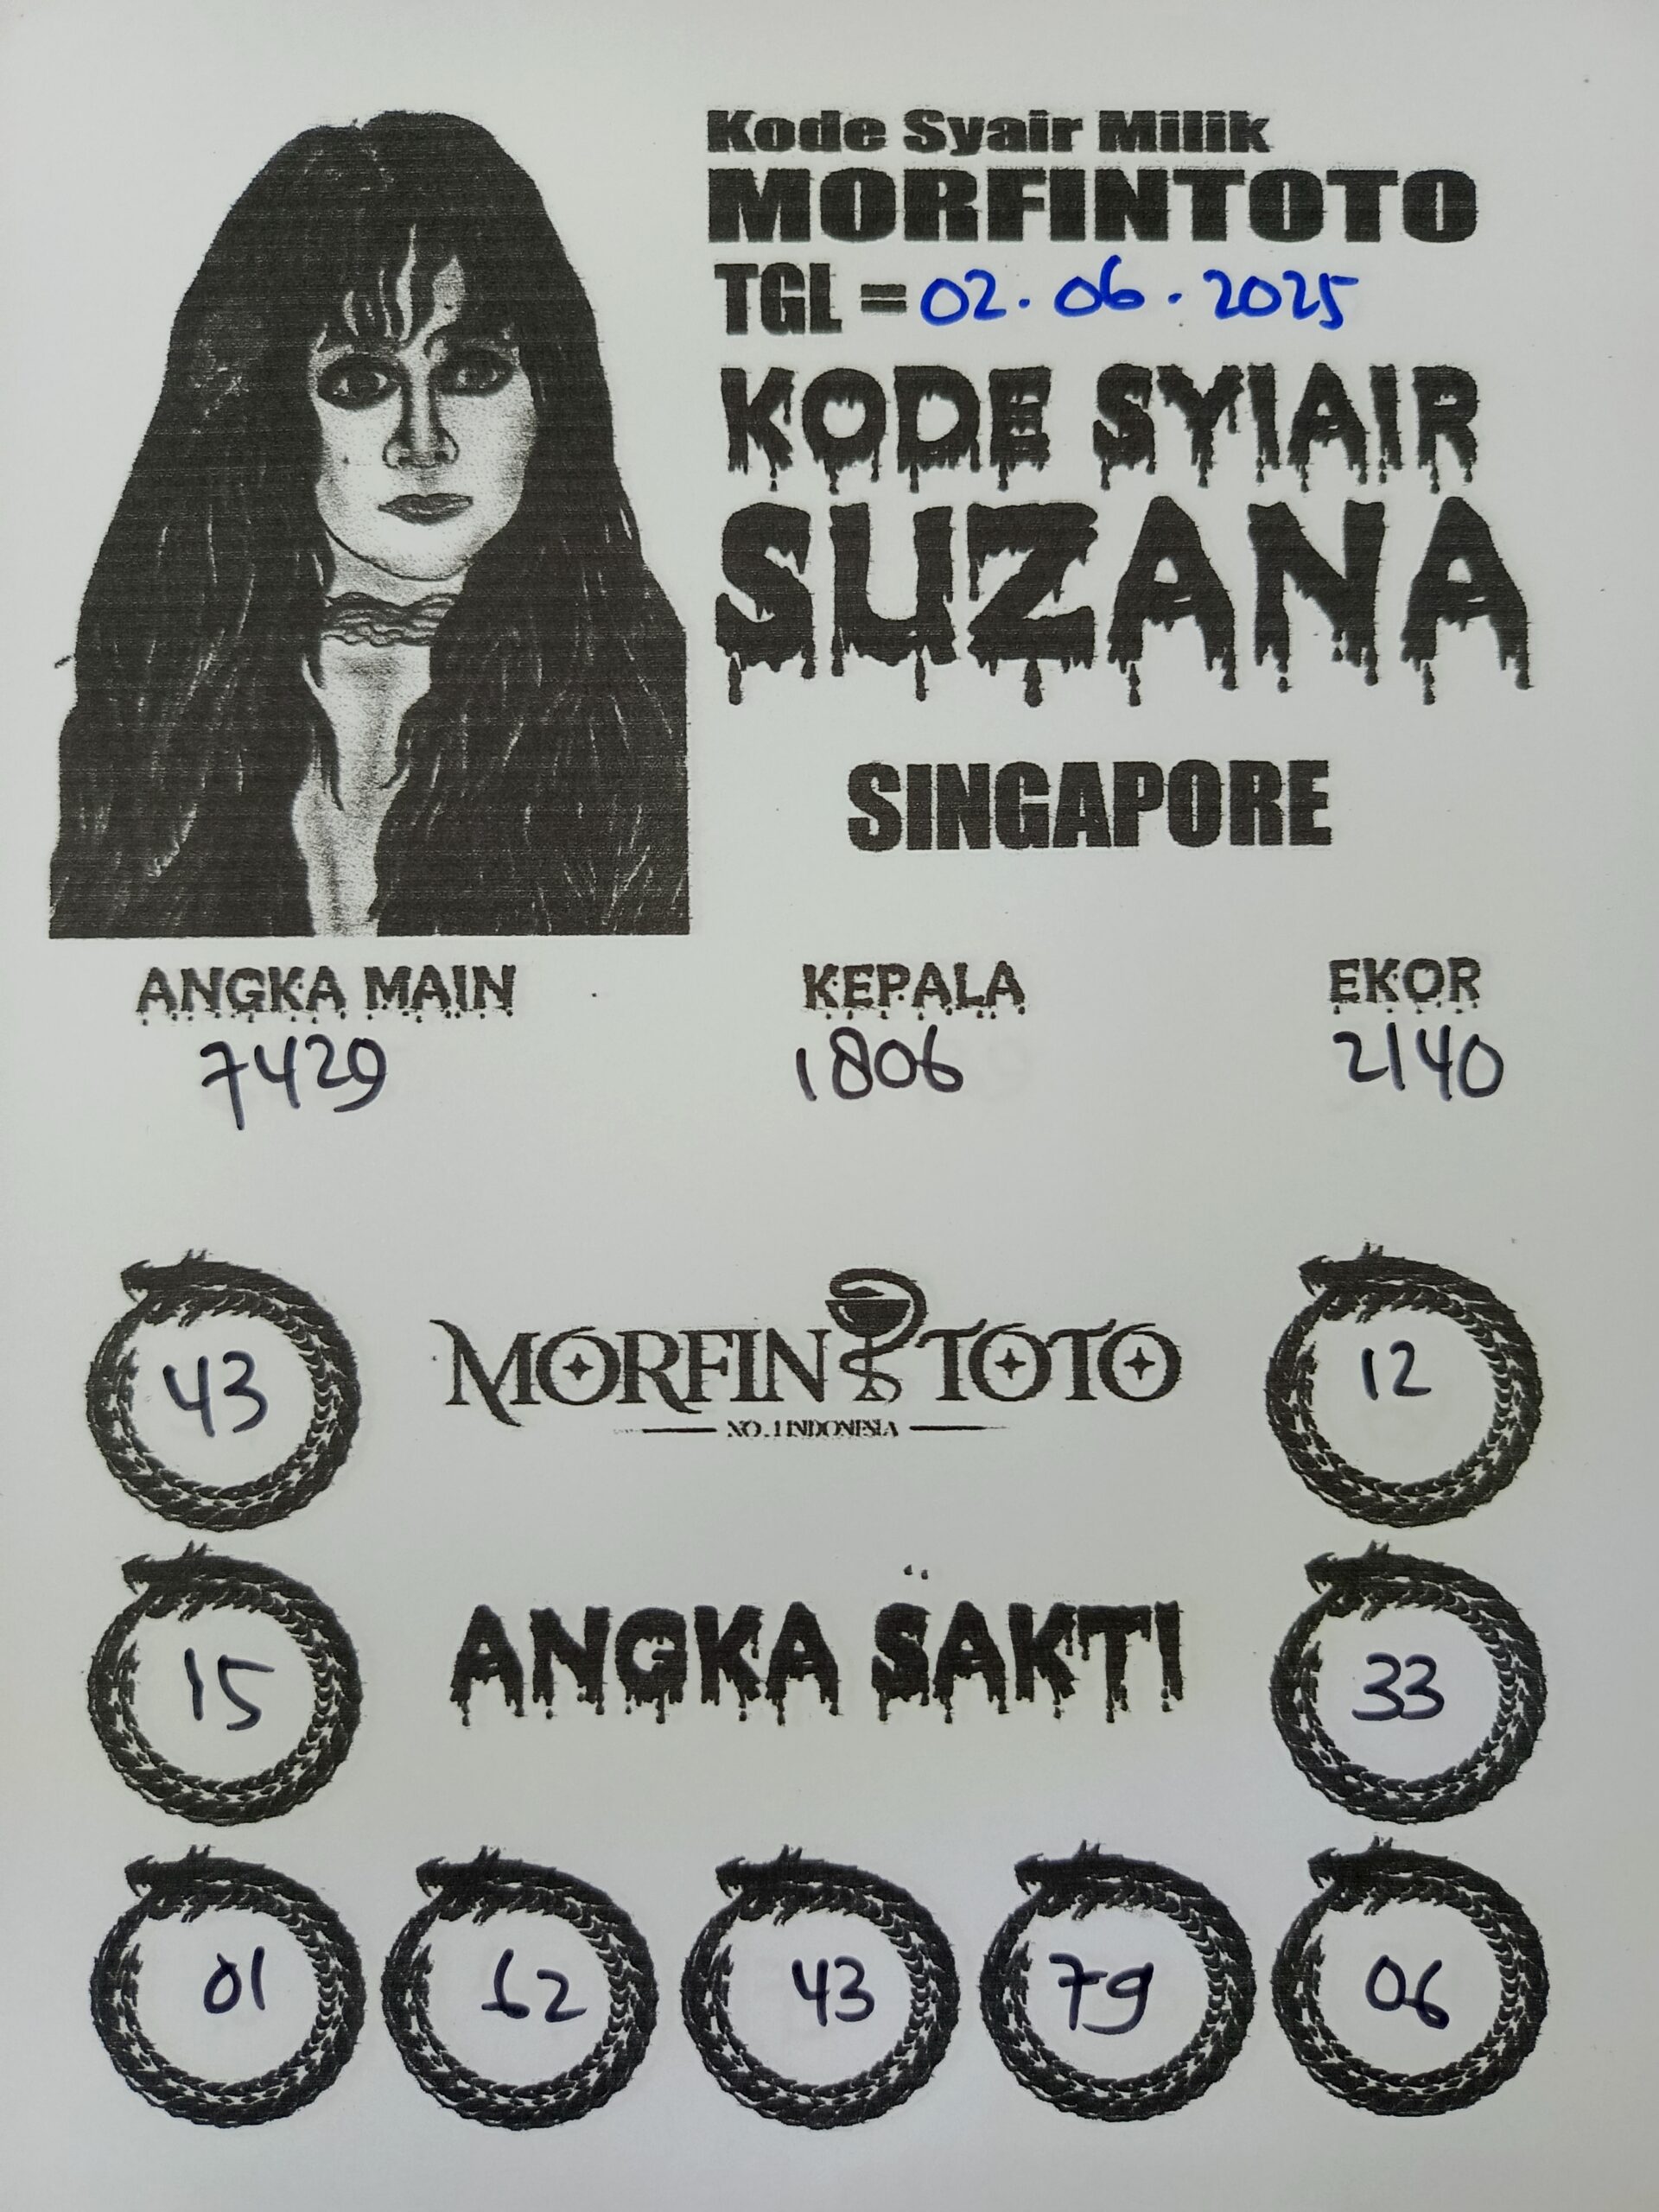 Kode Syair Milik
MORFINTOTO
TGL = 02.06.2025
KODE SYIAIR
SUZANA
SINGAPORE
ANGKA MAIN KEPALA EKOR
7429 1806 2140
43 MORFIN TOTO 12
NO.1 INDONESIA
15 ANGKA SAKTI 33
01 62 43 79 06